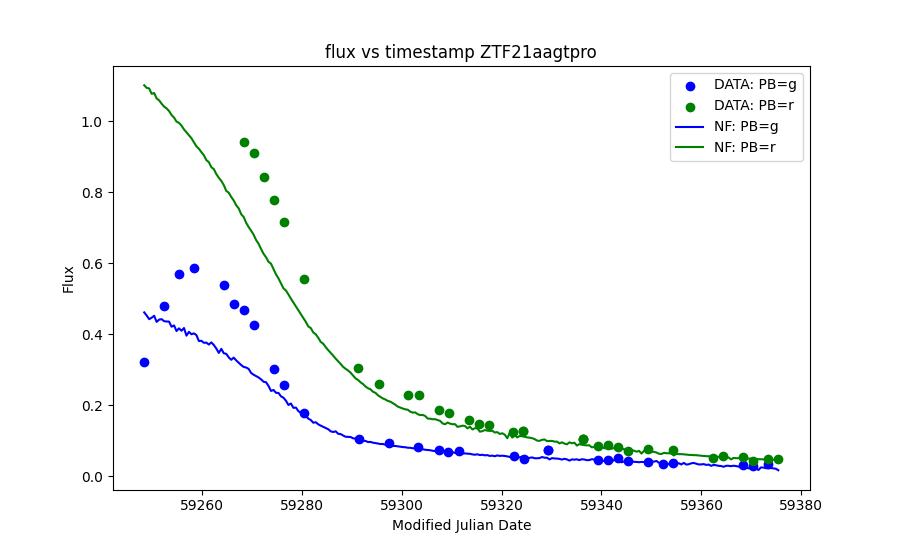 flux vs timestamp ZTF21aagtpro
DATA: PB=g
DATA: PB=r
NF: PB=g
NF: PB=r
Flux
1.0
0.8
0.6
0.4
0.2
0.0
59260 59280 59300 59320 59340 59360 59380
Modified Julian Date